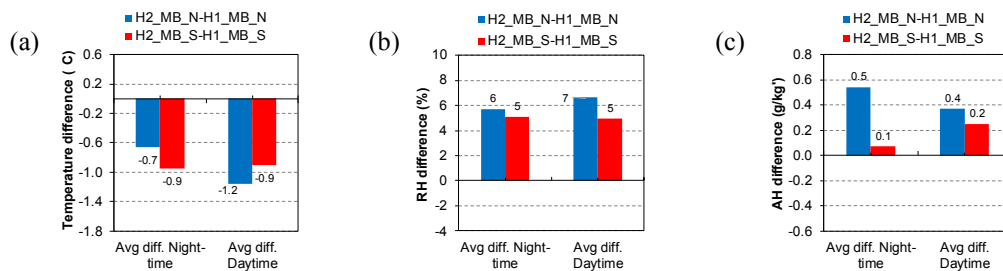 (a)
H2_MB_N-H1_MB_N
H2_MB_S-H1_MB_S
Temperature difference ( C)
0.6
0.2
-0.2
-0.6
-1.0
-1.4
-1.8
-0.7
-0.9
-1.2
-0.9
Avg diff. Night-
time
Avg diff.
Daytime
(b)
H2_MB_N-H1_MB_N
H2_MB_S-H1_MB_S
RH difference (%)
10
8
6
4
2
0
-2
-4
6
5
7
5
Avg diff. Night-
time
Avg diff.
Daytime
(c)
H2_MB_N-H1_MB_N
H2_MB_S-H1_MB_S
AH difference (g/kg')
0.8
0.6
0.4
0.2
0.0
-0.2
-0.4
-0.6
0.5
0.1
0.4
0.2
Avg diff. Night-
time
Avg diff.
Daytime